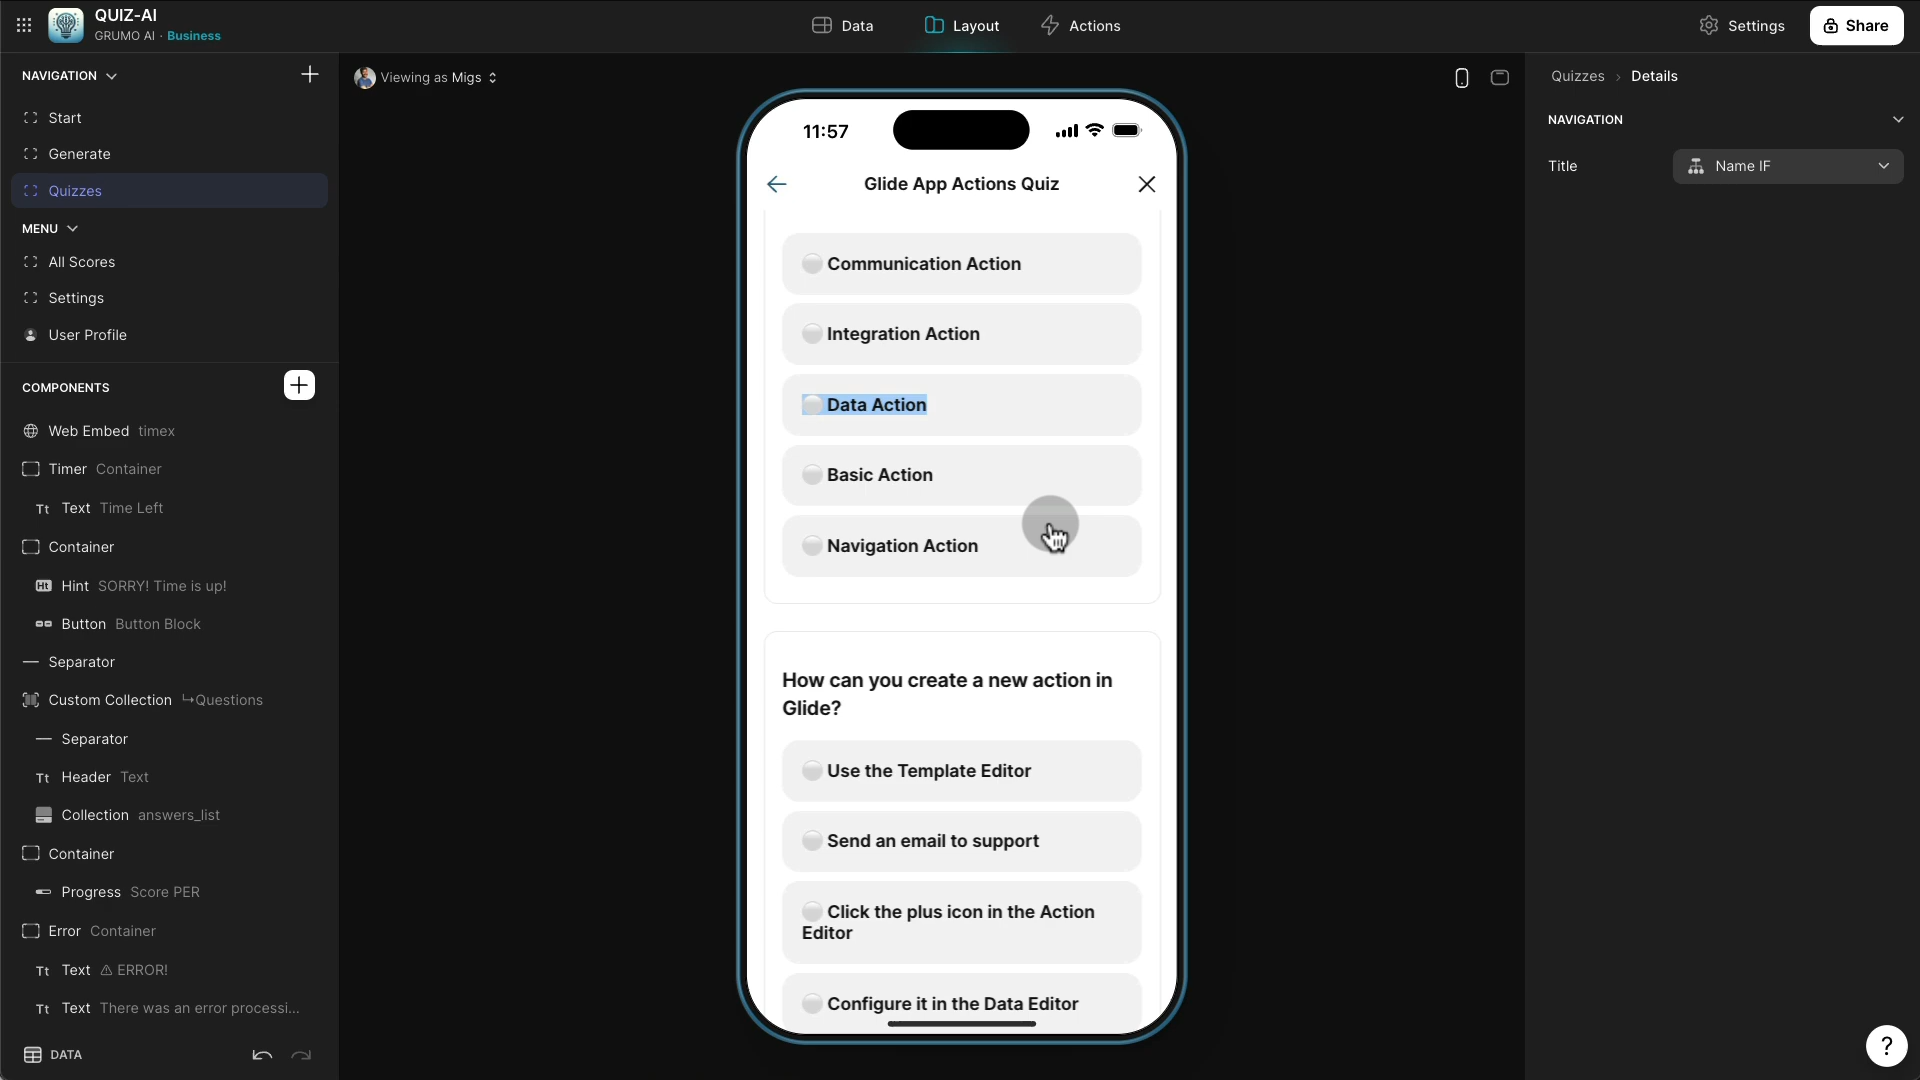 QUIZ-AI
GRUMO AI · Business
Data
Layout
Actions
Settings
Share
NAVIGATION
Start
Generate
Quizzes
MENU
All Scores
Settings
User Profile
COMPONENTS
Web Embed timex
Timer Container
Tt Text Time Left
Container
Ht Hint SORRY! Time is up!
Button Button Block
Separator
Custom Collection ↳Questions
Separator
Tt Header Text
Collection answers_list
Container
Progress Score PER
Error Container
Tt Text ⚠ ERROR!
Tt Text There was an error processi...
DATA
Viewing as Migs
11:57
Glide App Actions Quiz
Communication Action
Integration Action
Data Action
Basic Action
Navigation Action
How can you create a new action in
Glide?
Use the Template Editor
Send an email to support
Click the plus icon in the Action
Editor
Configure it in the Data Editor
Quizzes › Details
NAVIGATION
Title
Name IF
?